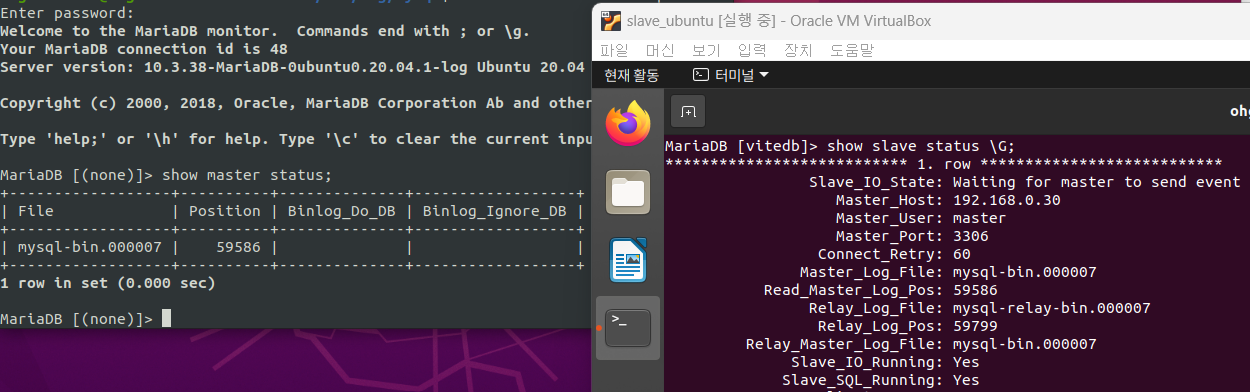 Enter password:
Welcome to the MariaDB monitor.  Commands end with ; or \g.
Your MariaDB connection id is 48
Server version: 10.3.38-MariaDB-0ubuntu0.20.04.1-log Ubuntu 20.04
Copyright (c) 2000, 2018, Oracle, MariaDB Corporation Ab and other
Type 'help;' or '\h' for help. Type '\c' to clear the current inpu
MariaDB [(none)]> show master status;
+------------------+----------+--------------+------------------+
| File             | Position | Binlog_Do_DB | Binlog_Ignore_DB |
+------------------+----------+--------------+------------------+
| mysql-bin.000007 |    59586 |              |                  |
+------------------+----------+--------------+------------------+
1 row in set (0.000 sec)
MariaDB [(none)]>
slave_ubuntu [실행 중] - Oracle VM VirtualBox
파일 머신 보기 입력 장치 도움말
현재 활동 터미널
ohg
MariaDB [vitedb]> show slave status \G;
*************************** 1. row ***************************
Slave_IO_State: Waiting for master to send event
Master_Host: 192.168.0.30
Master_User: master
Master_Port: 3306
Connect_Retry: 60
Master_Log_File: mysql-bin.000007
Read_Master_Log_Pos: 59586
Relay_Log_File: mysql-relay-bin.000007
Relay_Log_Pos: 59799
Relay_Master_Log_File: mysql-bin.000007
Slave_IO_Running: Yes
Slave_SQL_Running: Yes